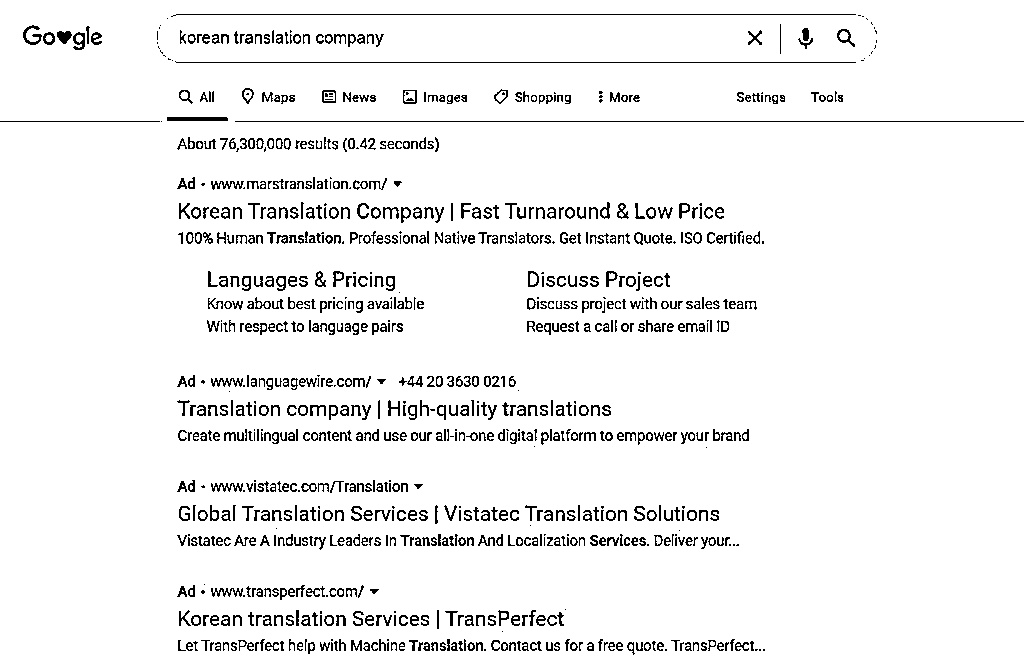 Go♥gle
korean translation company
All Maps News Images Shopping More Settings Tools
About 76,300,000 results (0.42 seconds)
Ad • www.marstranslation.com/
Korean Translation Company | Fast Turnaround & Low Price
100% Human Translation. Professional Native Translators. Get Instant Quote. ISO Certified.
Languages & Pricing
Know about best pricing available
With respect to language pairs
Discuss Project
Discuss project with our sales team
Request a call or share email ID
Ad • www.languagewire.com/ +44 20 3630 0216
Translation company | High-quality translations
Create multilingual content and use our all-in-one digital platform to empower your brand
Ad • www.vistatec.com/Translation
Global Translation Services | Vistatec Translation Solutions
Vistatec Are A Industry Leaders In Translation And Localization Services. Deliver your...
Ad • www.transperfect.com/
Korean translation Services | TransPerfect
Let TransPerfect help with Machine Translation. Contact us for a free quote. TransPerfect...